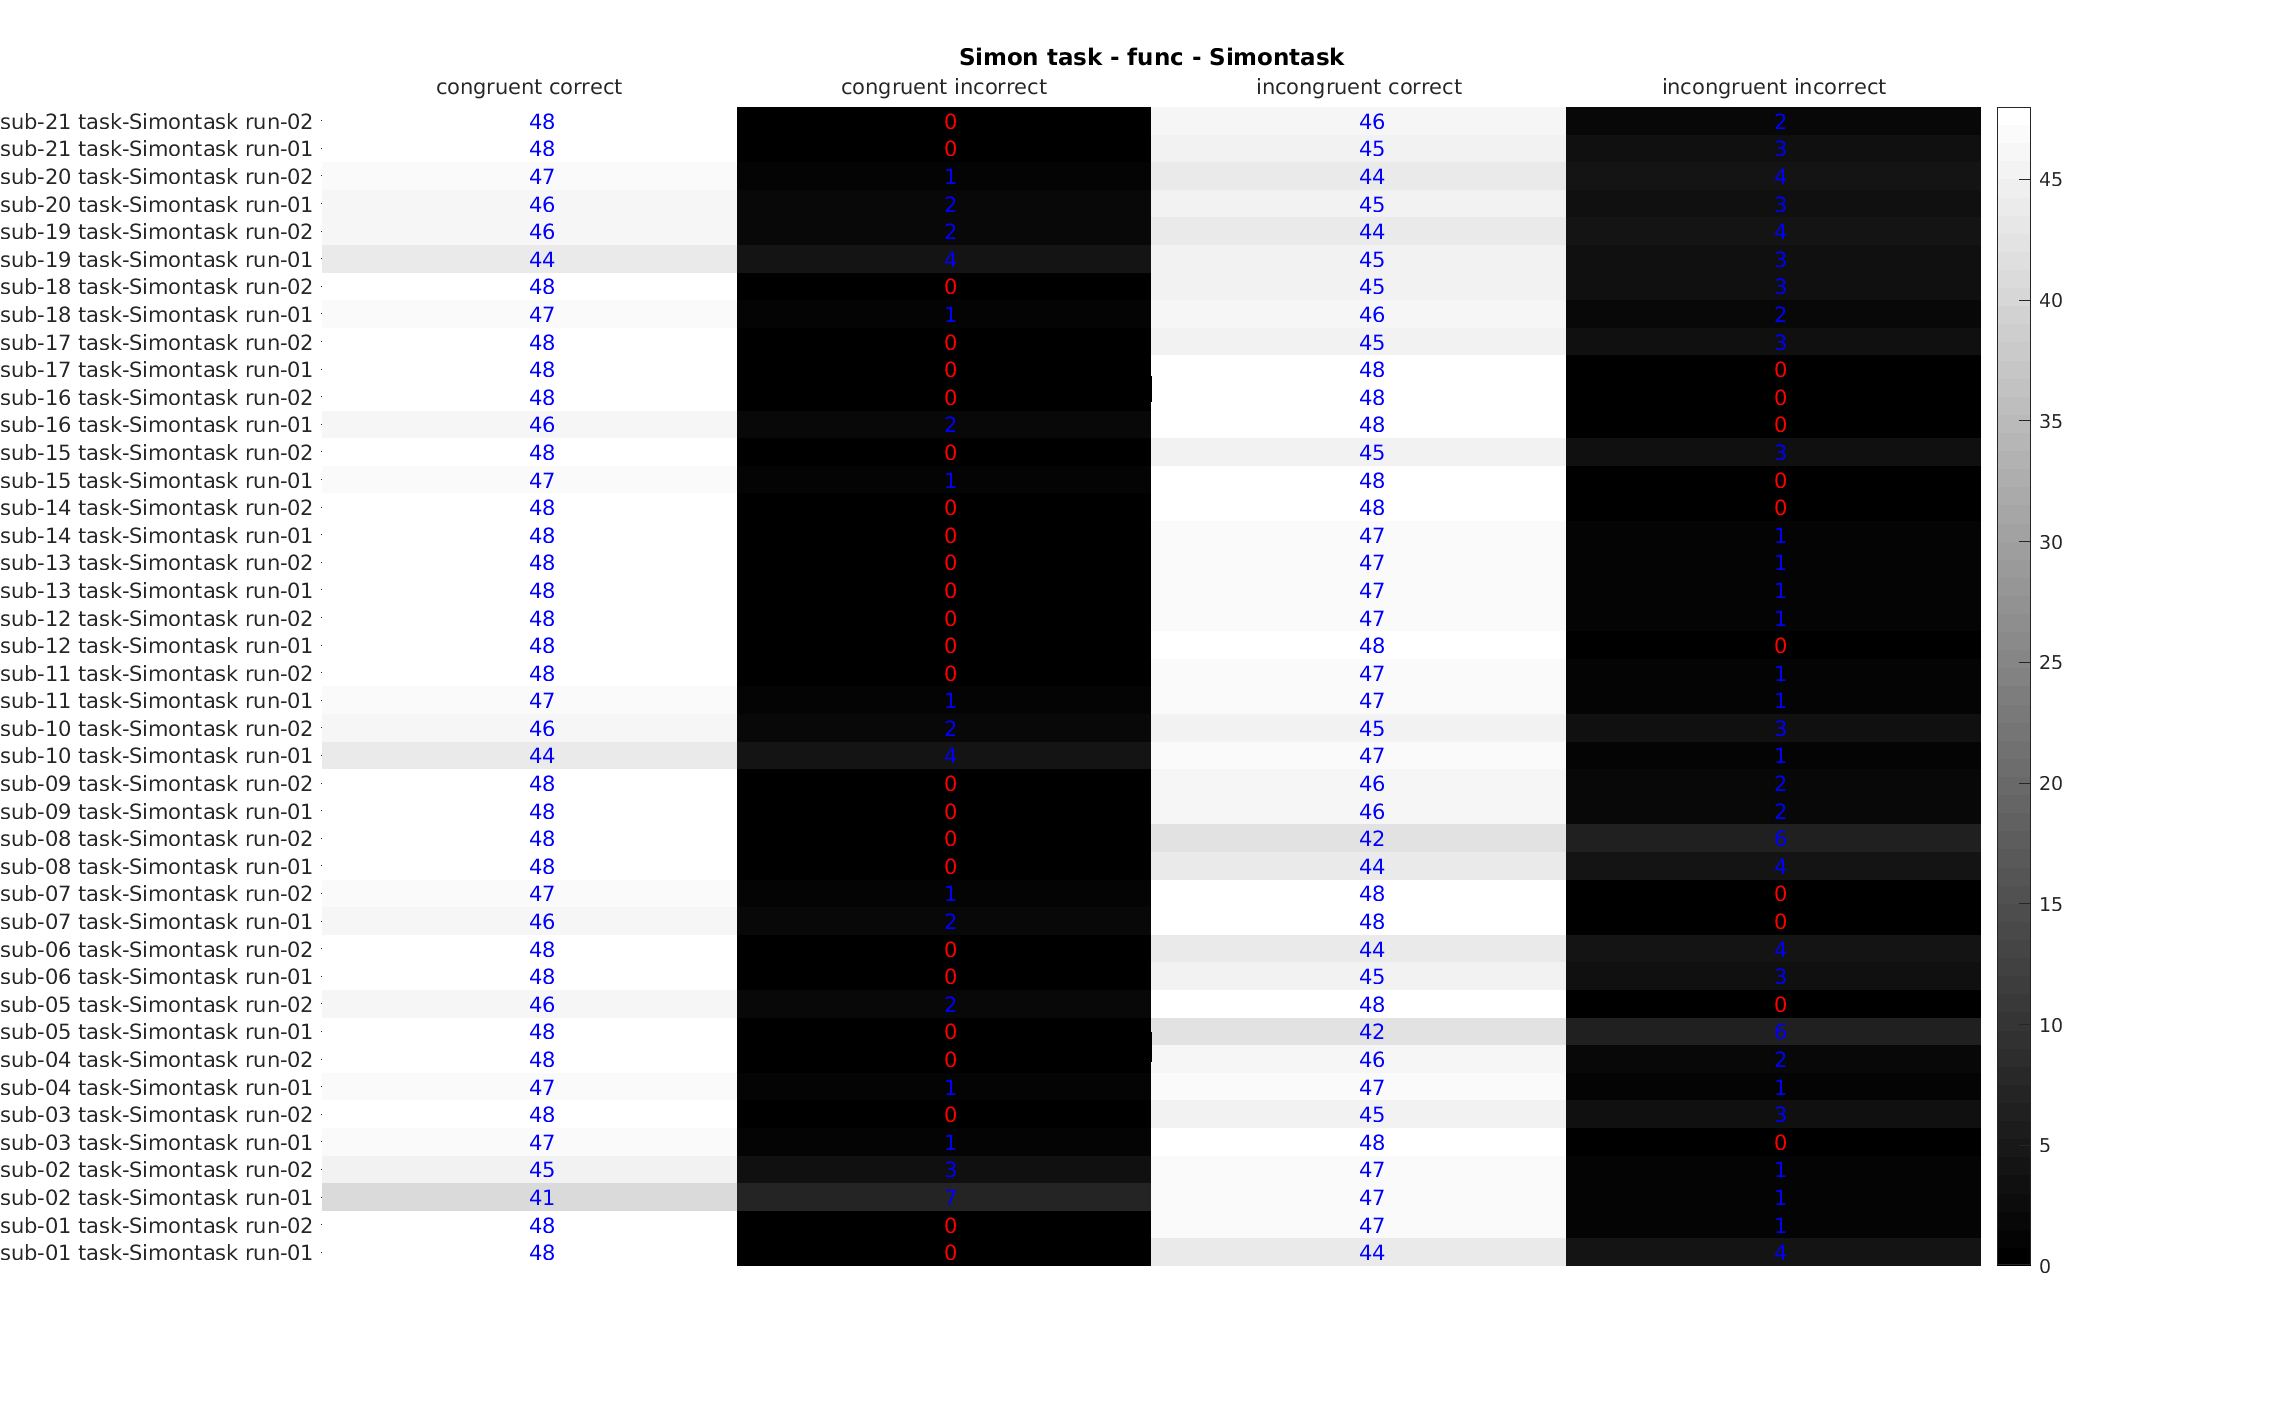 Simon task - func - Simontask
congruent correct congruent incorrect incongruent correct incongruent incorrect
sub-21 task-Simontask run-02 48 0 46 2
sub-21 task-Simontask run-01 48 0 45 3
sub-20 task-Simontask run-02 47 1 44 4
sub-20 task-Simontask run-01 46 2 45 3
sub-19 task-Simontask run-02 46 2 44 4
sub-19 task-Simontask run-01 44 4 45 3
sub-18 task-Simontask run-02 48 0 45 3
sub-18 task-Simontask run-01 47 1 46 2
sub-17 task-Simontask run-02 48 0 45 3
sub-17 task-Simontask run-01 48 0 48 0
sub-16 task-Simontask run-02 48 0 48 0
sub-16 task-Simontask run-01 46 2 48 0
sub-15 task-Simontask run-02 48 0 45 3
sub-15 task-Simontask run-01 47 1 48 0
sub-14 task-Simontask run-02 48 0 48 0
sub-14 task-Simontask run-01 48 0 47 1
sub-13 task-Simontask run-02 48 0 47 1
sub-13 task-Simontask run-01 48 0 47 1
sub-12 task-Simontask run-02 48 0 47 1
sub-12 task-Simontask run-01 48 0 48 0
sub-11 task-Simontask run-02 48 0 47 1
sub-11 task-Simontask run-01 47 1 47 1
sub-10 task-Simontask run-02 46 2 45 3
sub-10 task-Simontask run-01 44 4 47 1
sub-09 task-Simontask run-02 48 0 46 2
sub-09 task-Simontask run-01 48 0 46 2
sub-08 task-Simontask run-02 48 0 42 6
sub-08 task-Simontask run-01 48 0 44 4
sub-07 task-Simontask run-02 47 1 48 0
sub-07 task-Simontask run-01 46 2 48 0
sub-06 task-Simontask run-02 48 0 44 4
sub-06 task-Simontask run-01 48 0 45 3
sub-05 task-Simontask run-02 46 2 48 0
sub-05 task-Simontask run-01 48 0 42 6
sub-04 task-Simontask run-02 48 0 46 2
sub-04 task-Simontask run-01 47 1 47 1
sub-03 task-Simontask run-02 48 0 45 3
sub-03 task-Simontask run-01 47 1 48 0
sub-02 task-Simontask run-02 45 3 47 1
sub-02 task-Simontask run-01 41 7 47 1
sub-01 task-Simontask run-02 48 0 47 1
sub-01 task-Simontask run-01 48 0 44 4
45
40
35
30
25
20
15
10
5
0